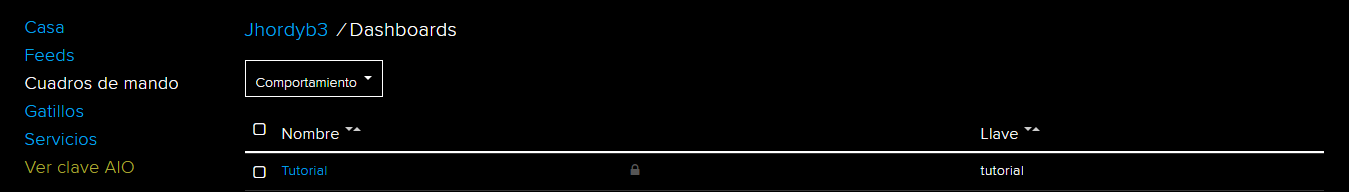 Casa
Feeds
Cuadros de mando
Gatillos
Servicios
Ver clave AIO
Jhordyb3 / Dashboards
Comportamiento
Nombre Llave
Tutorial tutorial